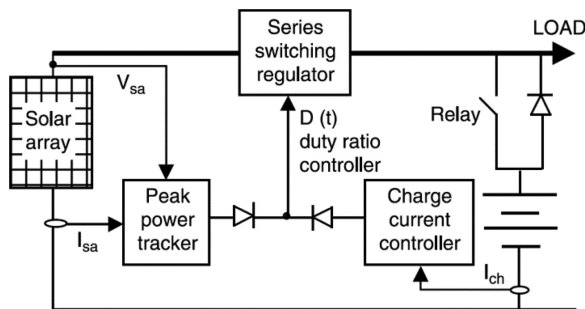 Series
switching
regulator
LOAD
V_sa
Solar
array
D (t)
duty ratio
controller
Relay
Peak
power
tracker
Charge
current
controller
I_sa
I_ch